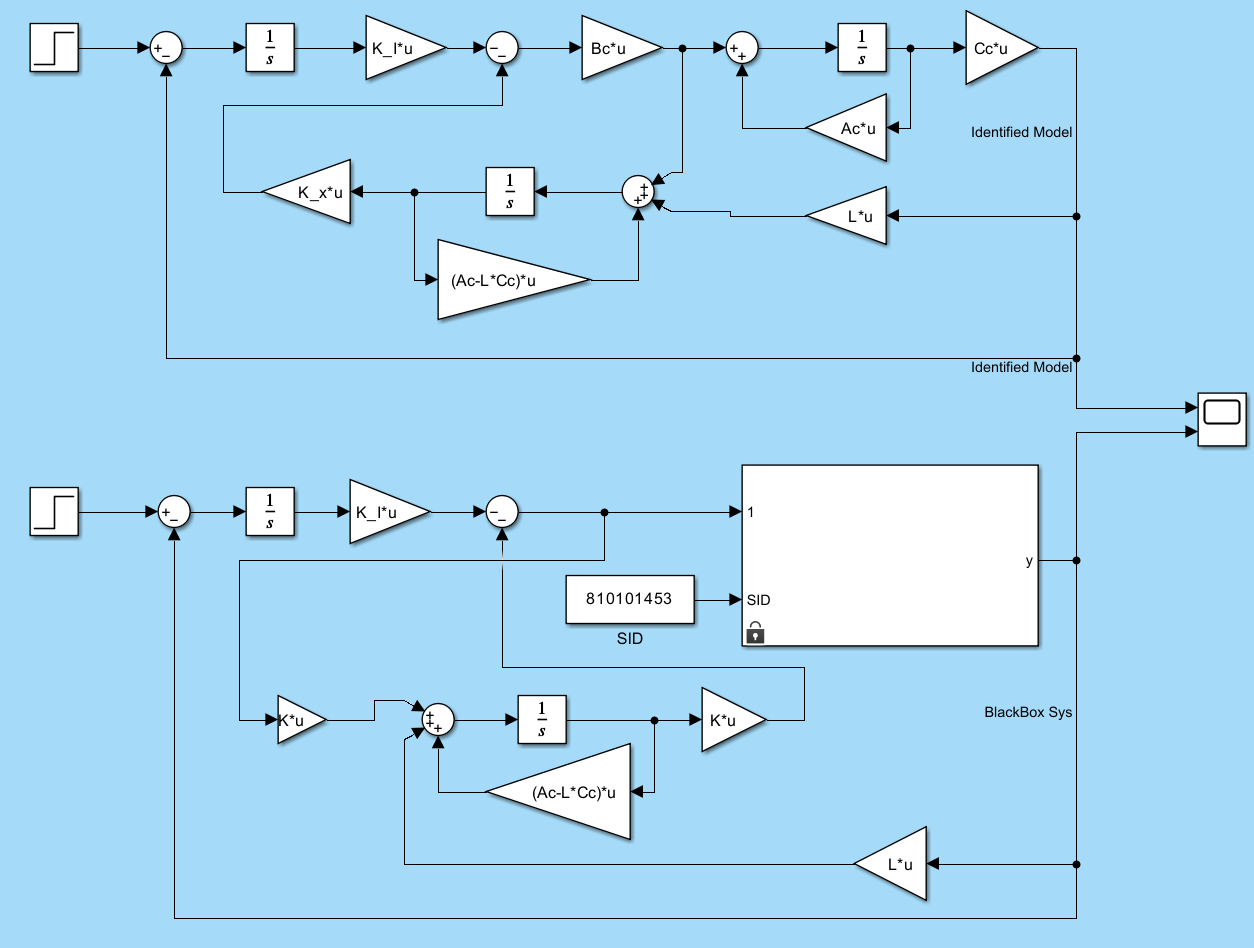 +
−
1
s
K_I*u
−
−
Bc*u
+
+
1
s
Cc*u
Ac*u
Identified Model
K_x*u
1
s
+
+
+
L*u
(Ac-L*Cc)*u
Identified Model
+
−
1
s
K_I*u
−
−
1
y
810101453
SID
SID
K*u
+
+
+
1
s
K*u
BlackBox Sys
(Ac-L*Cc)*u
L*u